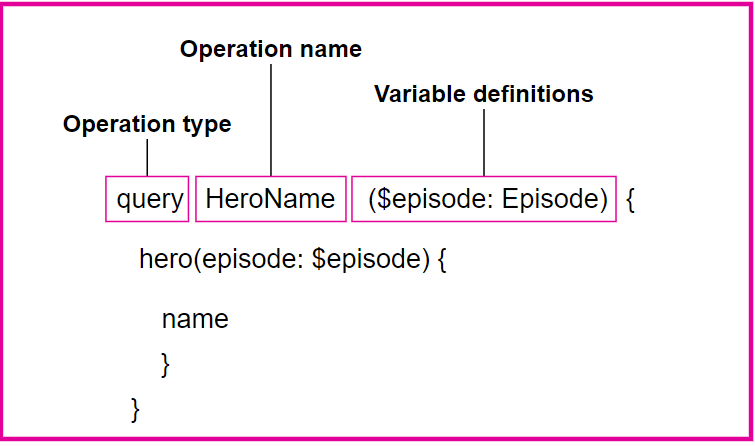 Operation name
Variable definitions
Operation type
query HeroName ($episode: Episode) {
hero(episode: $episode) {
name
}
}